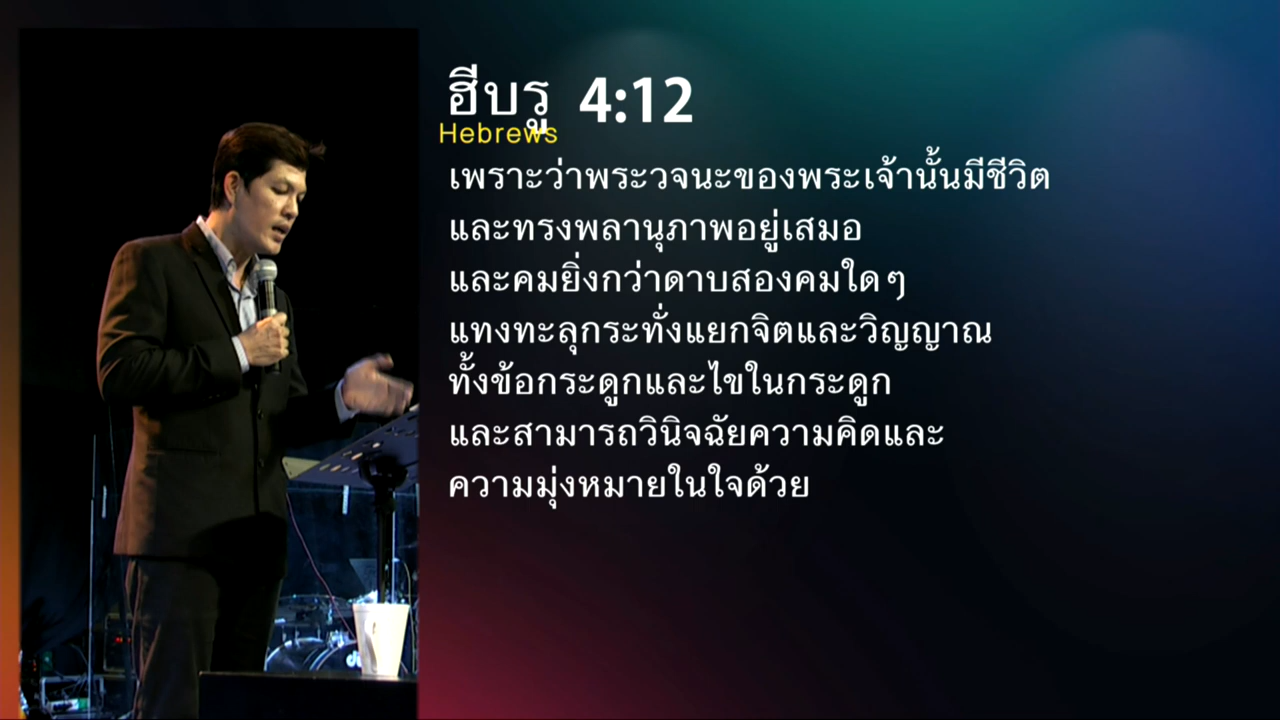 ฮีบรู 4:12
Hebrews
เพราะว่าพระวจนะของพระเจ้านั้นมีชีวิต
และทรงพลานุภาพอยู่เสมอ
และคมยิ่งกว่าดาบสองคมใดๆ
แทงทะลุกระทั่งแยกจิตและวิญญาณ
ทั้งข้อกระดูกและไขในกระดูก
และสามารถวินิจฉัยความคิดและ
ความมุ่งหมายในใจด้วย